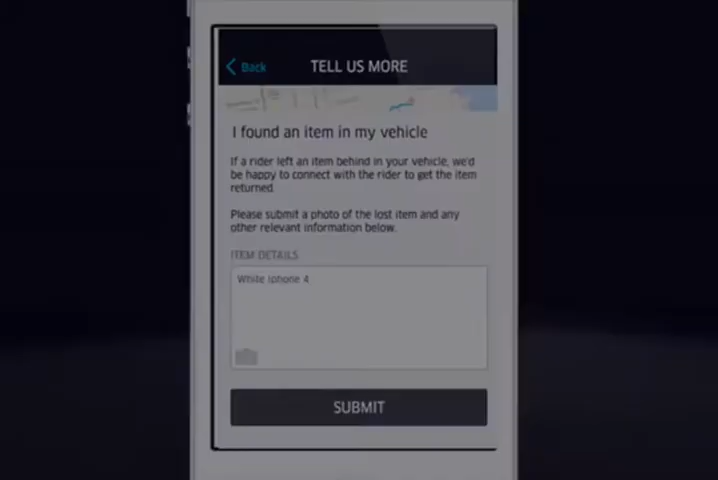 Back
TELL US MORE
I found an item in my vehicle
If a rider left an item behind in your vehicle, we'd
be happy to connect with the rider to get the item
returned.
Please submit a photo of the lost item and any
other relevant information below.
ITEM DETAILS
White Iphone 4
SUBMIT